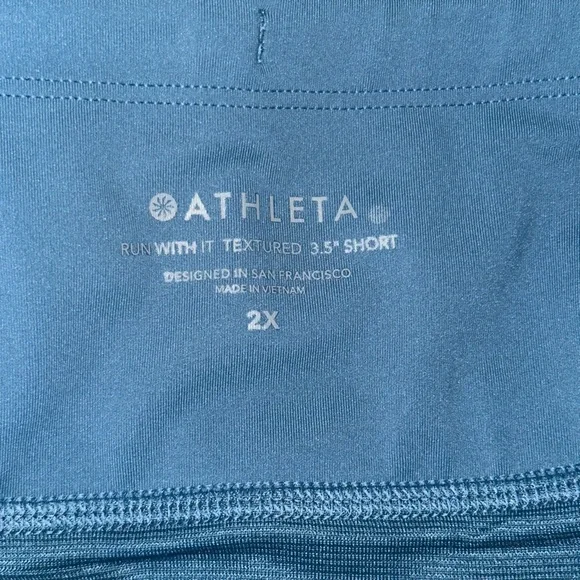 ATHLETA
RUN WITH IT TEXTURED 3.5" SHORT
DESIGNED IN SAN FRANCISCO
MADE IN VIETNAM
2X